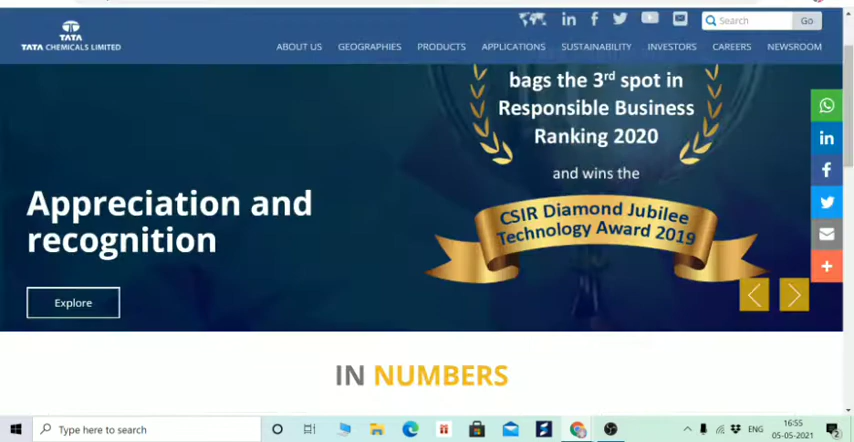 TATA
TATA CHEMICALS LIMITED
Search
Go
ABOUT US GEOGRAPHIES PRODUCTS APPLICATIONS SUSTAINABILITY INVESTORS CAREERS NEWSROOM
bags the 3rd spot in
Responsible Business
Ranking 2020
and wins the
CSIR Diamond Jubilee
Technology Award 2019
Appreciation and
recognition
Explore
IN NUMBERS
Type here to search
ENG
16:55
05-05-2021
2